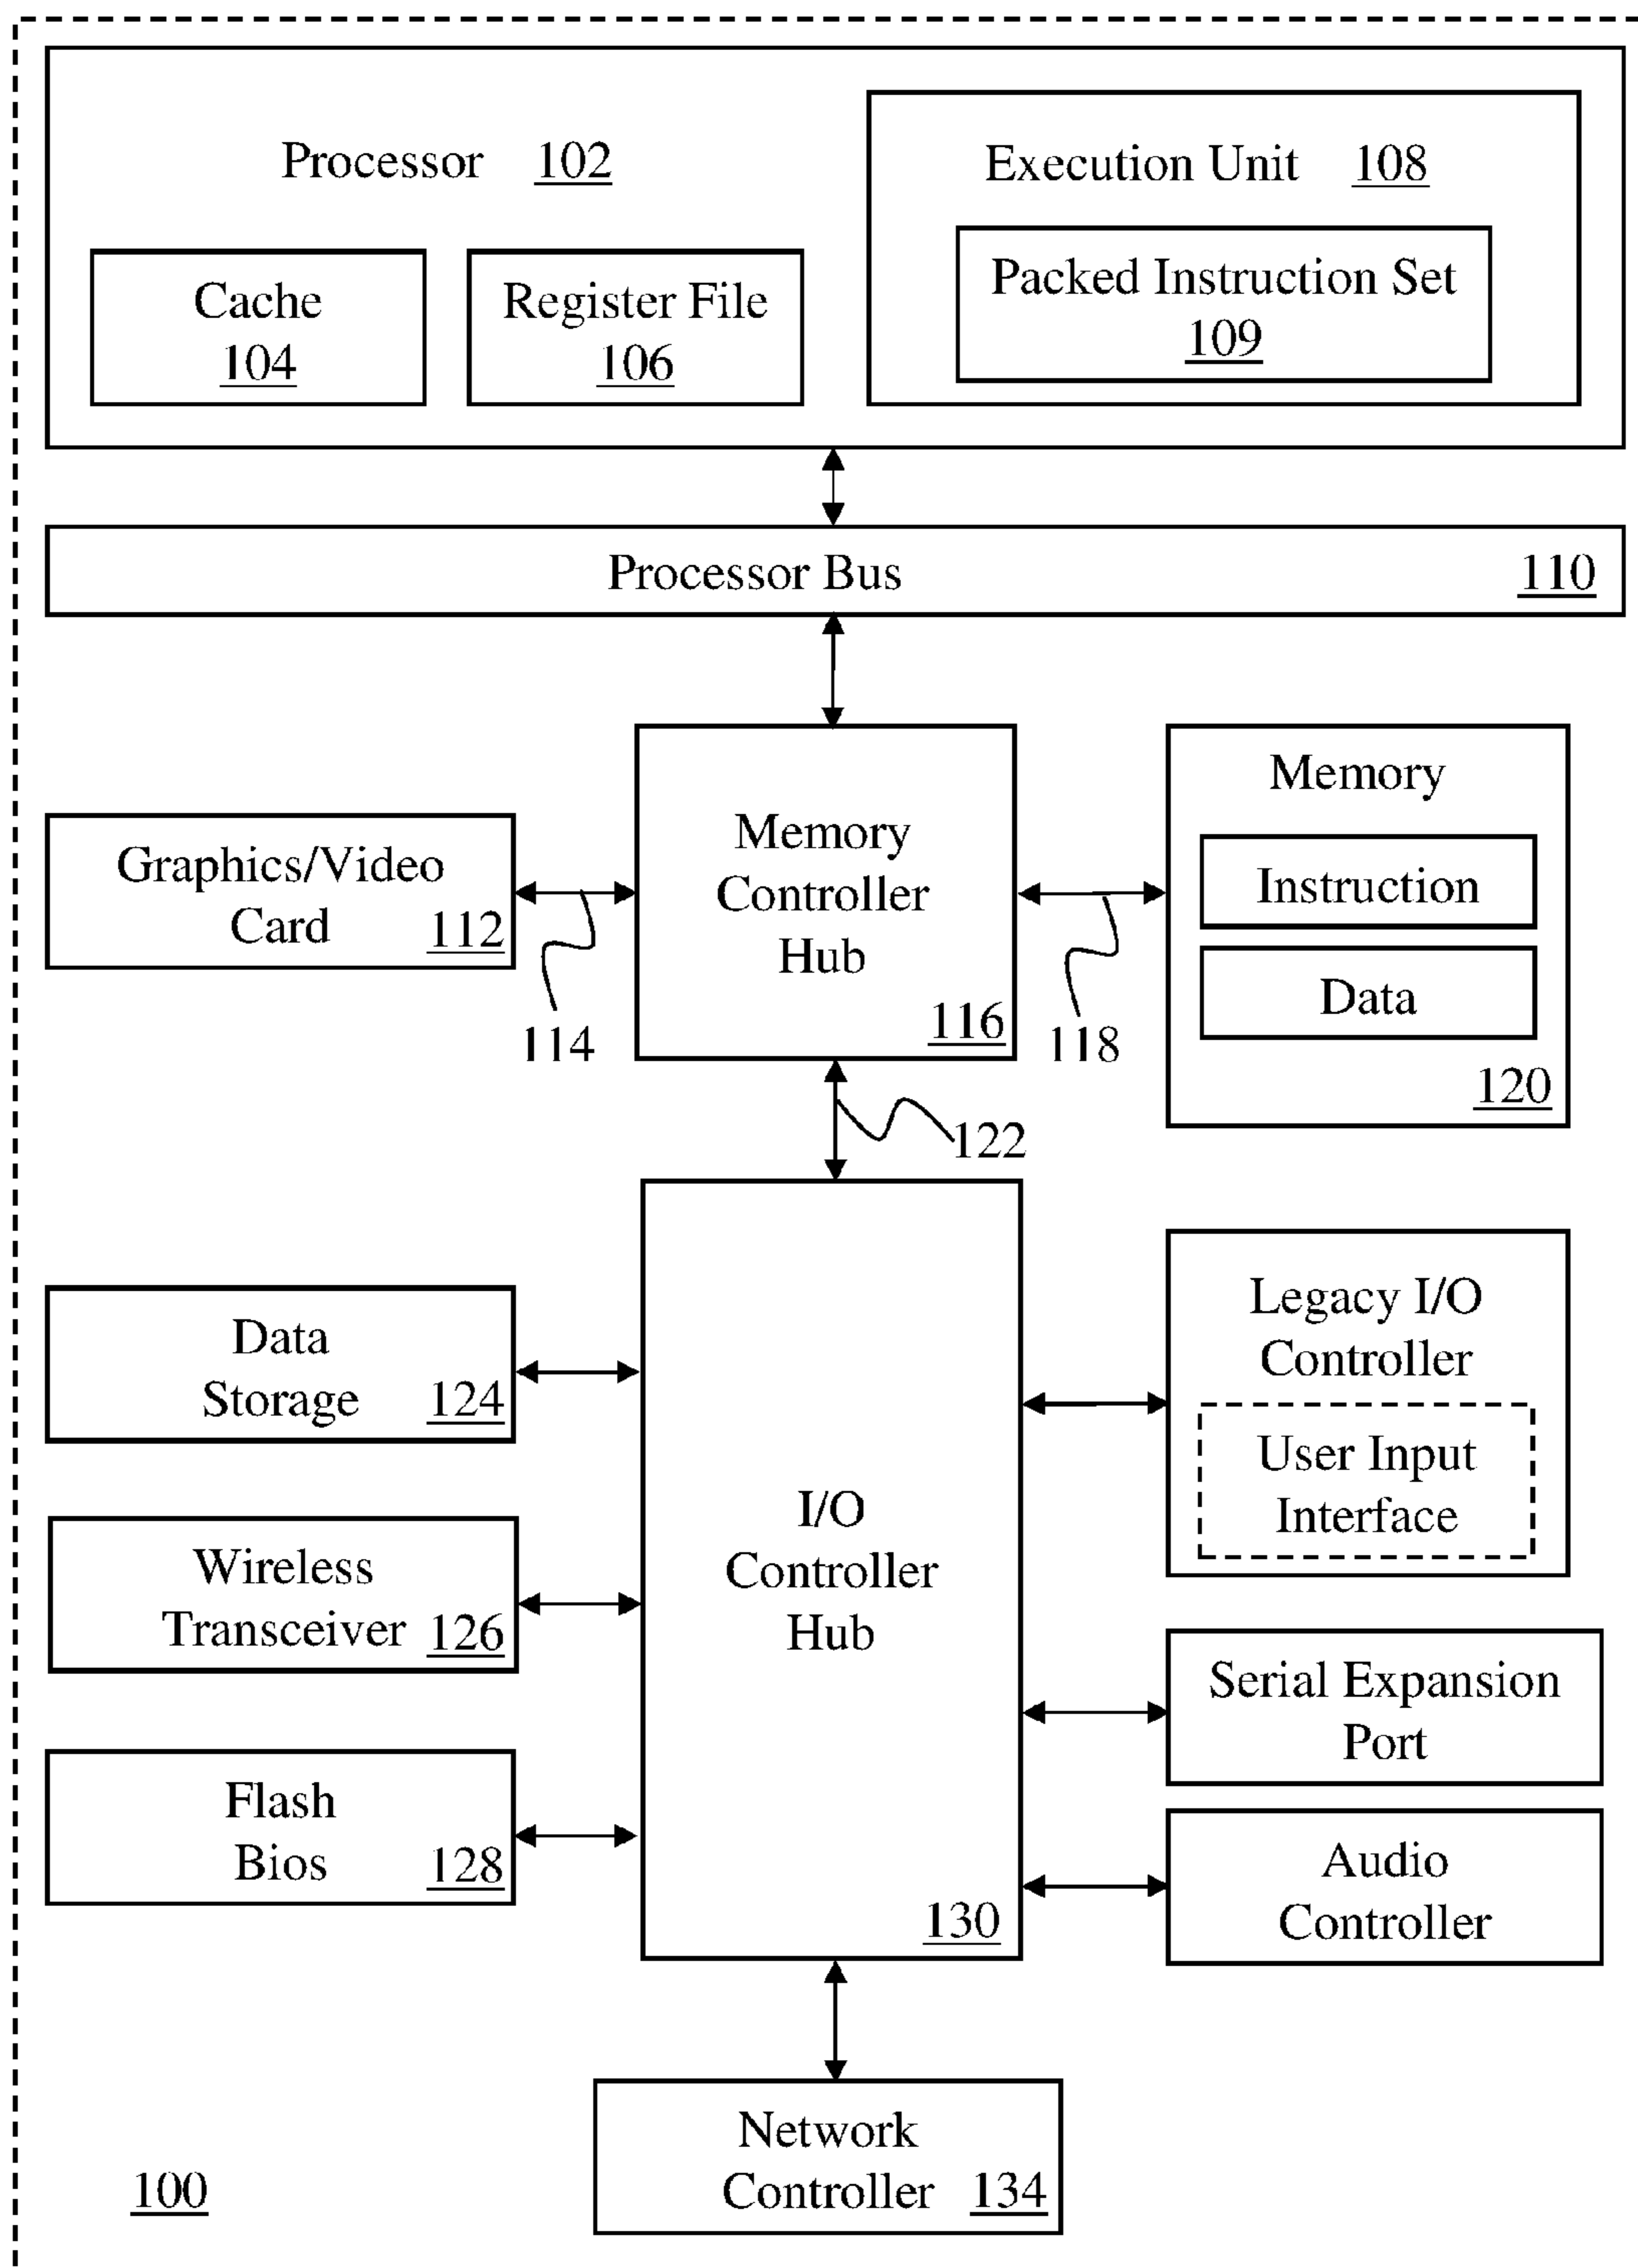 Processor 102
Execution Unit 108
Cache
104
Register File
106
Packed Instruction Set
109
Processor Bus 110
Graphics/Video
Card 112
114
Memory
Controller
Hub
116
118
Memory
Instruction
Data
120
122
Data
Storage 124
Wireless
Transceiver 126
Flash
Bios 128
I/O
Controller
Hub
130
Legacy I/O
Controller
User Input
Interface
Serial Expansion
Port
Audio
Controller
Network
Controller 134
100